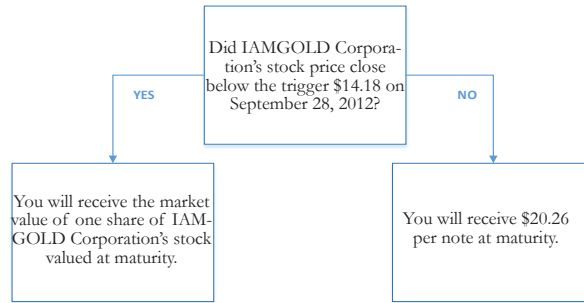 Did IAMGOLD Corpora-
tion's stock price close
below the trigger $14.18 on
September 28, 2012?
YES
NO
You will receive the market
value of one share of IAM-
GOLD Corporation's stock
valued at maturity.
You will receive $20.26
per note at maturity.